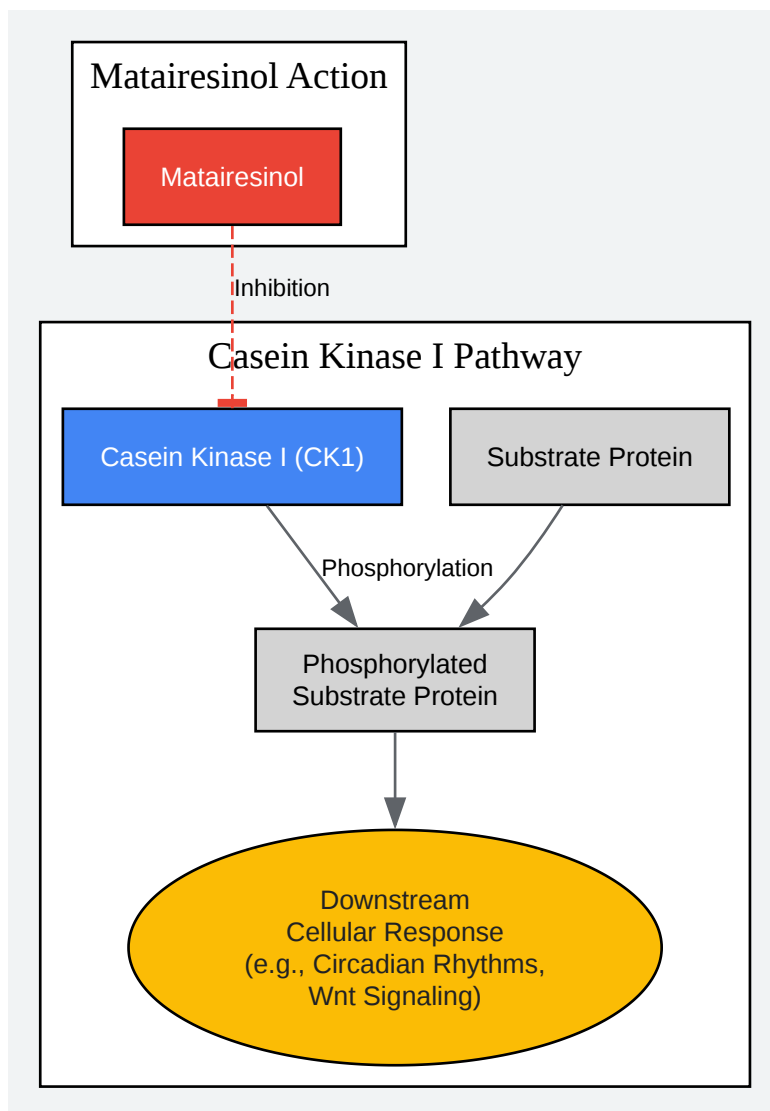 Matairesinol Action
Matairesinol
Inhibition
Casein Kinase I Pathway
Casein Kinase I (CK1)
Substrate Protein
Phosphorylation
Phosphorylated
Substrate Protein
Downstream
Cellular Response
(e.g., Circadian Rhythms,
Wnt Signaling)